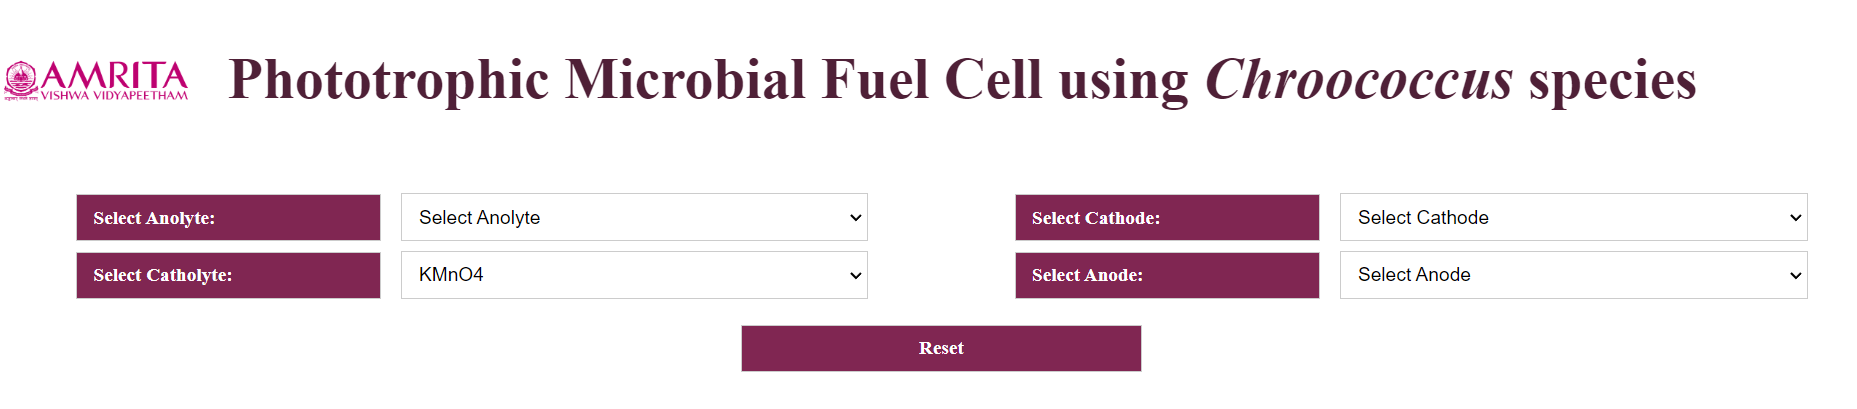 AMRITA
VISHWA VIDYAPEETHAM
Phototrophic Microbial Fuel Cell using Chroococcus species
Select Anolyte:
Select Anolyte
Select Cathode:
Select Cathode
Select Catholyte:
KMnO4
Select Anode:
Select Anode
Reset